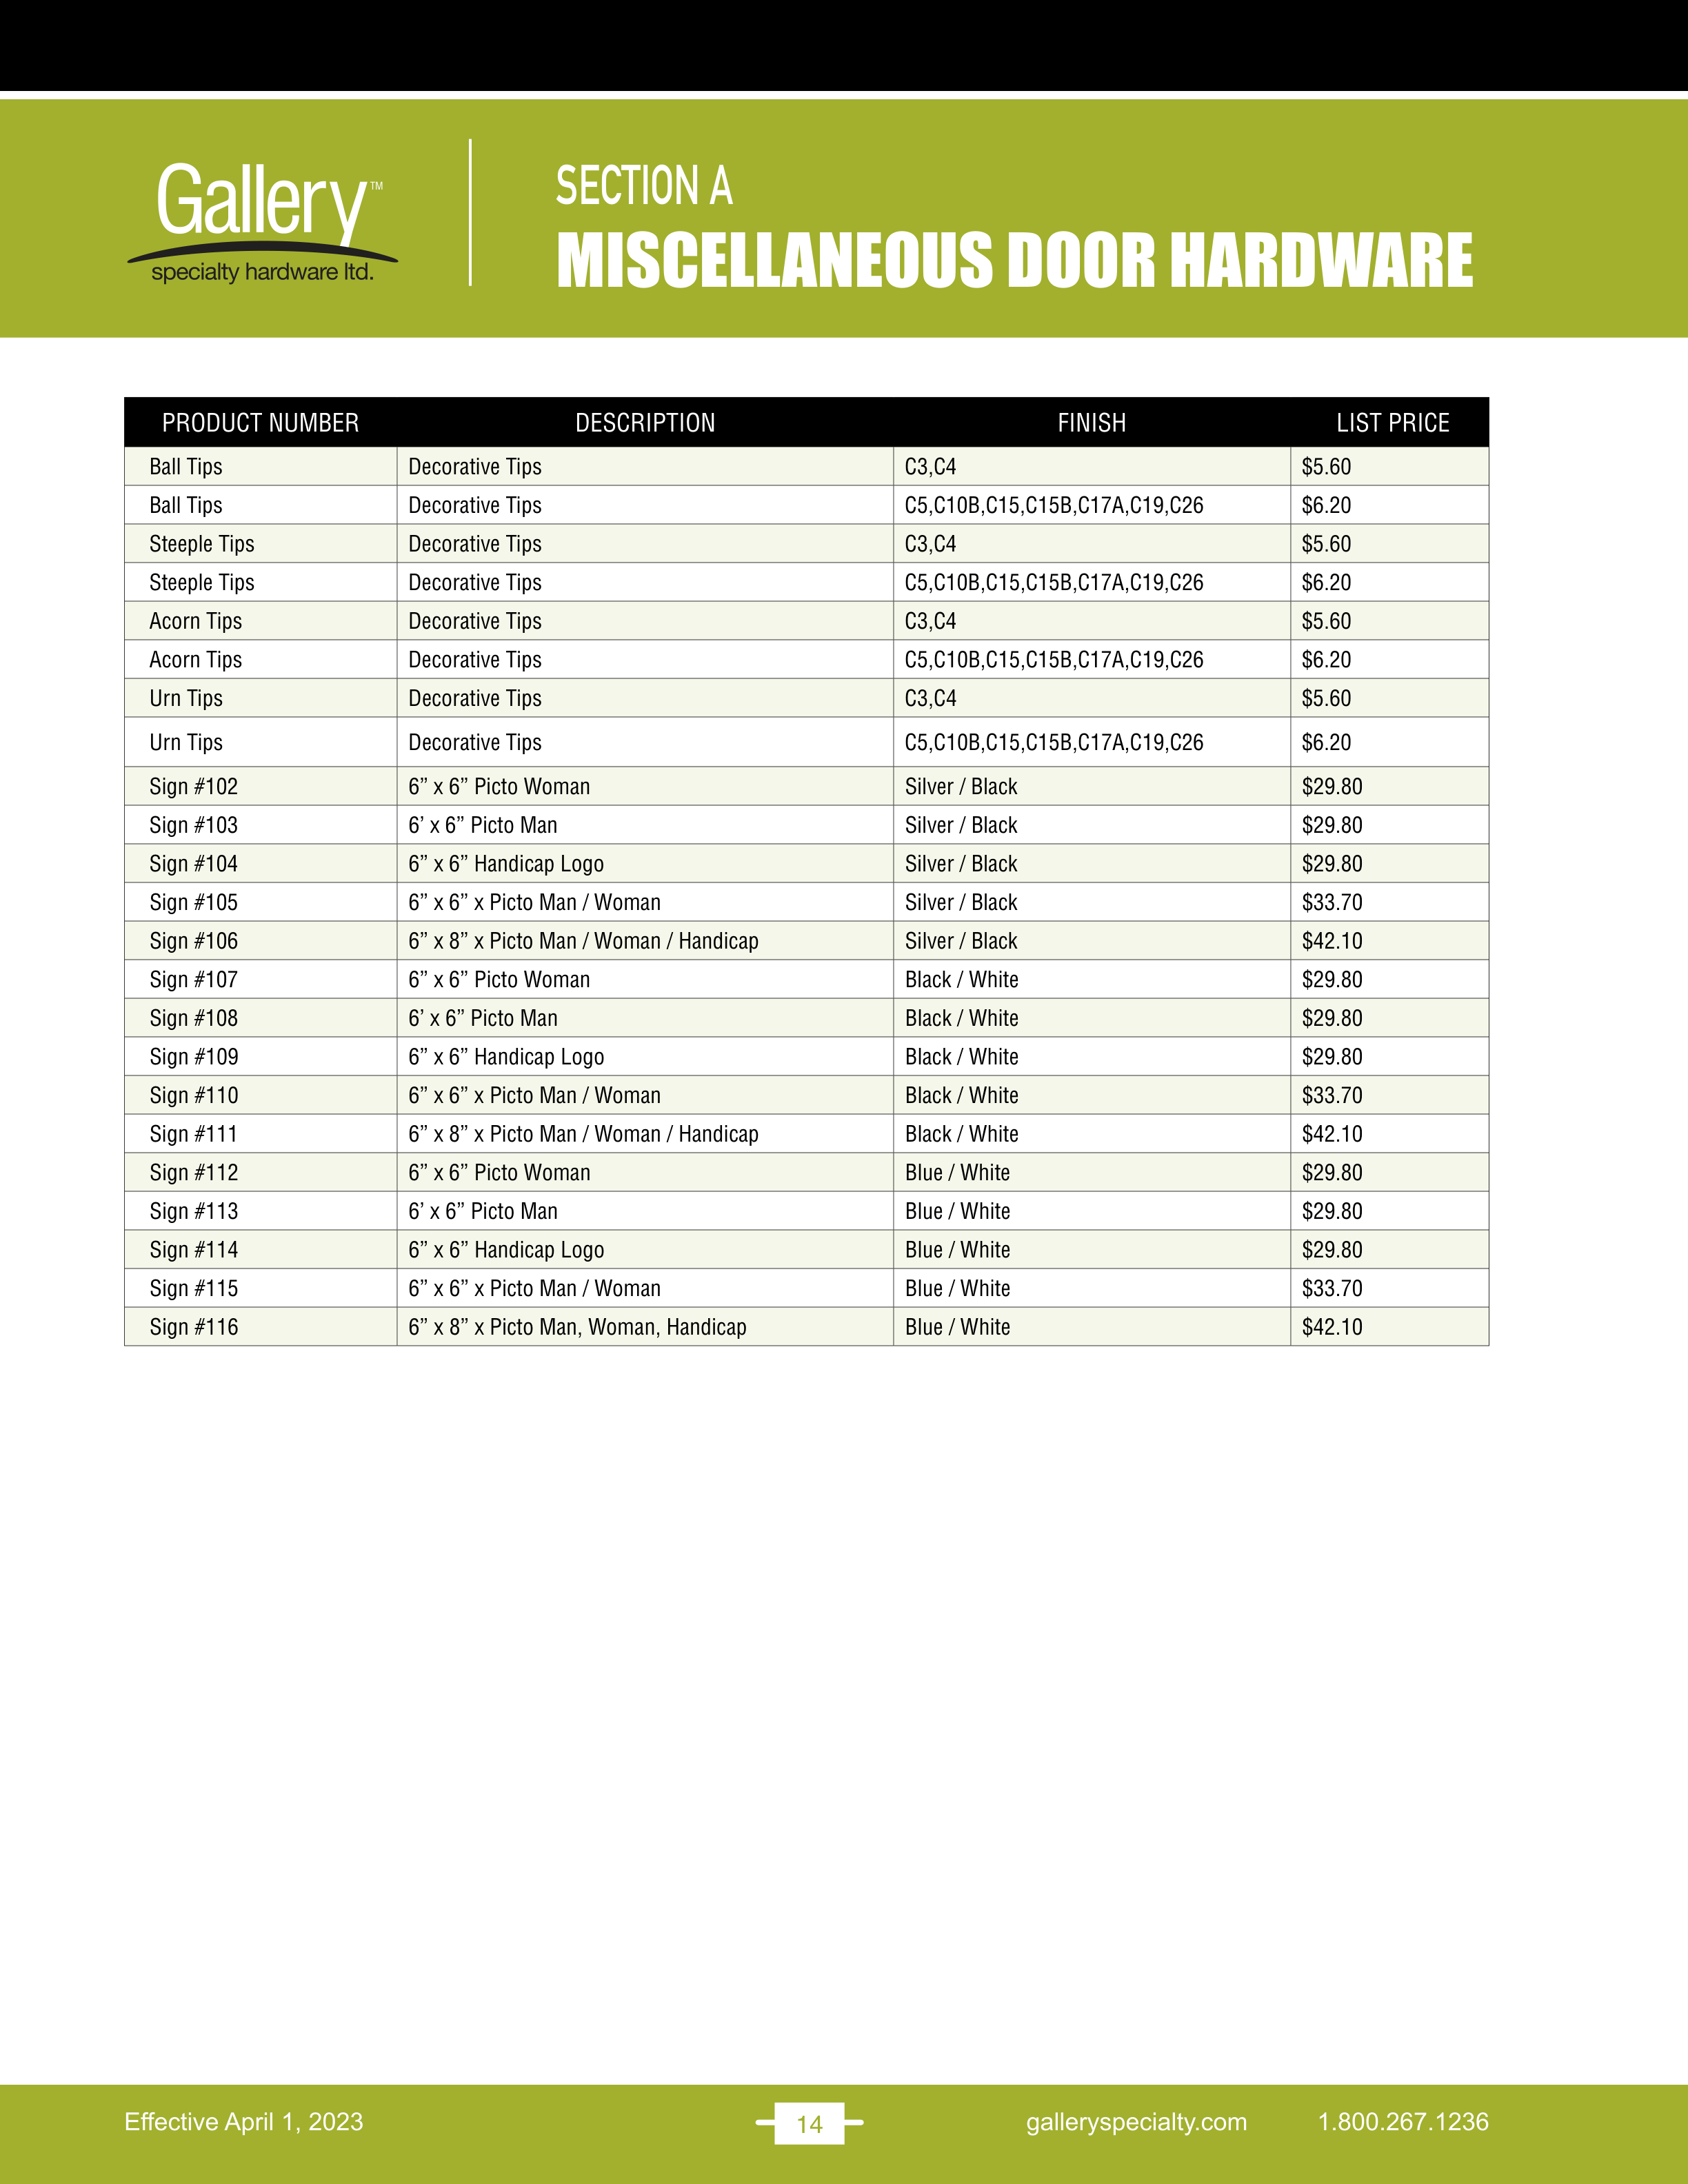 Gallery™
specialty hardware ltd.
SECTION A
MISCELLANEOUS DOOR HARDWARE
PRODUCT NUMBER DESCRIPTION FINISH LIST PRICE
Ball Tips Decorative Tips C3,C4 $5.60
Ball Tips Decorative Tips C5,C10B,C15,C15B,C17A,C19,C26 $6.20
Steeple Tips Decorative Tips C3,C4 $5.60
Steeple Tips Decorative Tips C5,C10B,C15,C15B,C17A,C19,C26 $6.20
Acorn Tips Decorative Tips C3,C4 $5.60
Acorn Tips Decorative Tips C5,C10B,C15,C15B,C17A,C19,C26 $6.20
Urn Tips Decorative Tips C3,C4 $5.60
Urn Tips Decorative Tips C5,C10B,C15,C15B,C17A,C19,C26 $6.20
Sign #102 6” x 6” Picto Woman Silver / Black $29.80
Sign #103 6’ x 6” Picto Man Silver / Black $29.80
Sign #104 6” x 6” Handicap Logo Silver / Black $29.80
Sign #105 6” x 6” x Picto Man / Woman Silver / Black $33.70
Sign #106 6” x 8” x Picto Man / Woman / Handicap Silver / Black $42.10
Sign #107 6” x 6” Picto Woman Black / White $29.80
Sign #108 6’ x 6” Picto Man Black / White $29.80
Sign #109 6” x 6” Handicap Logo Black / White $29.80
Sign #110 6” x 6” x Picto Man / Woman Black / White $33.70
Sign #111 6” x 8” x Picto Man / Woman / Handicap Black / White $42.10
Sign #112 6” x 6” Picto Woman Blue / White $29.80
Sign #113 6’ x 6” Picto Man Blue / White $29.80
Sign #114 6” x 6” Handicap Logo Blue / White $29.80
Sign #115 6” x 6” x Picto Man / Woman Blue / White $33.70
Sign #116 6” x 8” x Picto Man, Woman, Handicap Blue / White $42.10
Effective April 1, 2023 14 galleryspecialty.com 1.800.267.1236